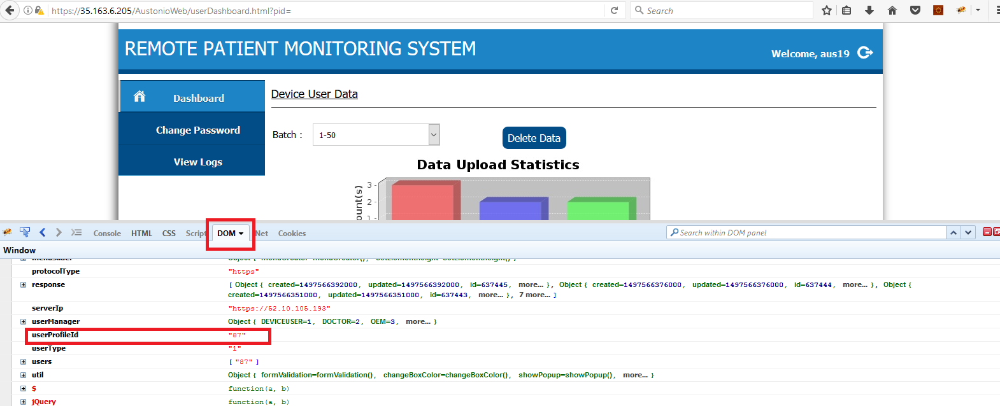 https://35.163.6.205/AustonioWeb/userDashboard.html?pid=
Search
REMOTE PATIENT MONITORING SYSTEM
Welcome, aus19
Dashboard
Change Password
View Logs
Device User Data
Batch :
1-50
Delete Data
Data Upload Statistics
3
2
1
ount(s)
Console HTML CSS Script DOM Net Cookies
Search within DOM panel
Window
protocolType "https"
response [ Object { created=1497566392000, updated=1497566392000, id=637445, more... }, Object { created=1497566376000, updated=1497566376000, id=637444, more... }, Object {
created=1497566351000, updated=1497566351000, id=637443, more... }, 7 more... ]
serverIp "https://52.10.105.193"
userManager Object { DEVICEUSER=1, DOCTOR=2, OEM=3, more... }
userProfileId "87"
userType "1"
users [ "87" ]
util Object { formValidation=formValidation(), changeBoxColor=changeBoxColor(), showPopup=showPopup(), more... }
$ function(a, b)
jQuery function(a, b)